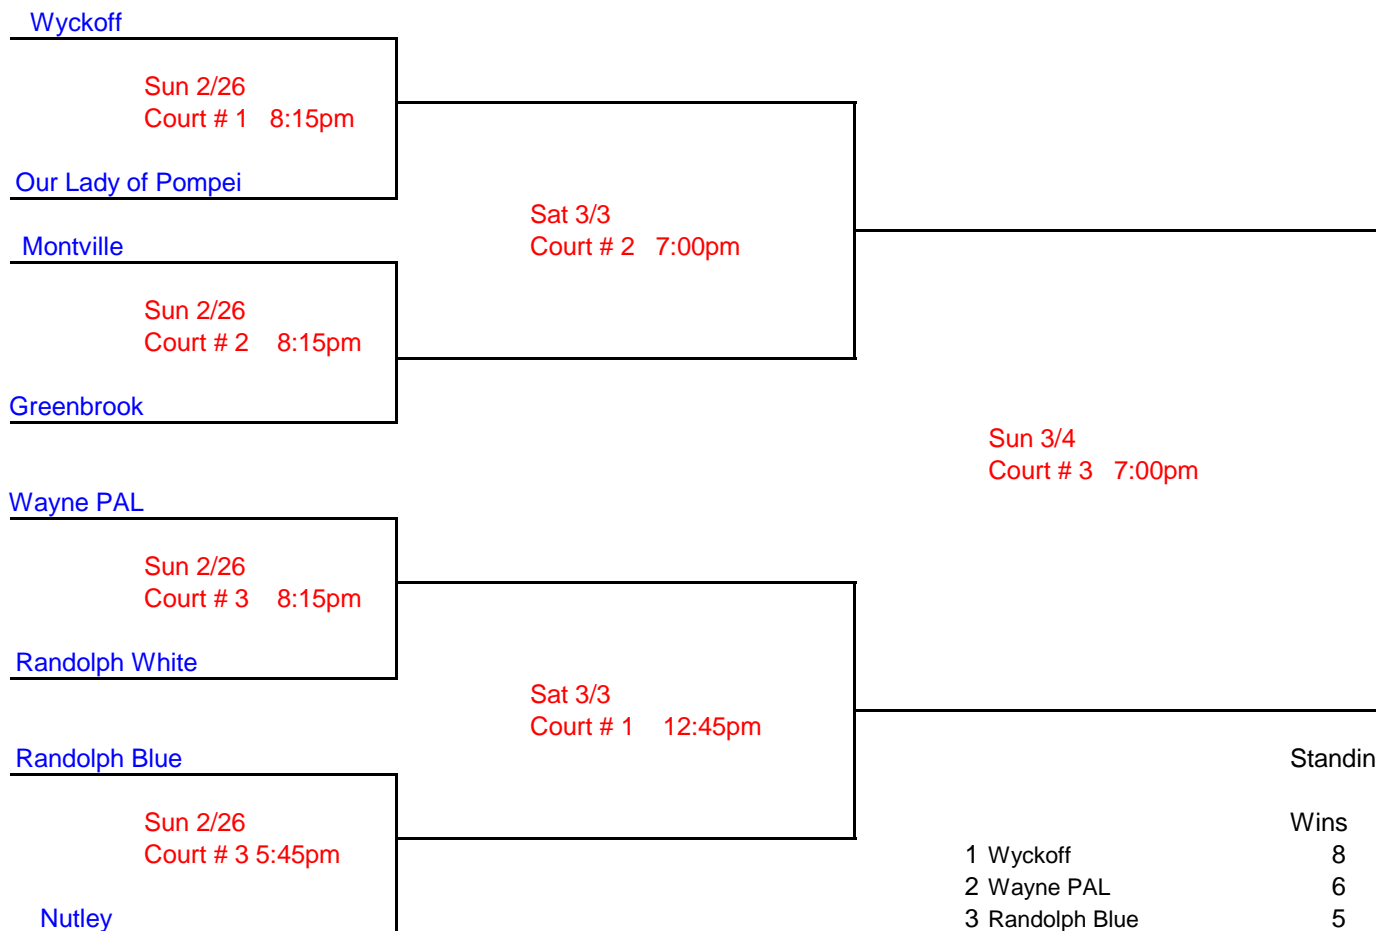 Wyckoff
Sun 2/26
Court # 1 8:15pm
Our Lady of Pompei
Sat 3/3
Court # 2 7:00pm
Montville
Sun 2/26
Court # 2 8:15pm
Greenbrook
Sun 3/4
Court # 3 7:00pm
Wayne PAL
Sun 2/26
Court # 3 8:15pm
Randolph White
Sat 3/3
Court # 1 12:45pm
Randolph Blue
Standin
Sun 2/26
Court # 3 5:45pm
Wins
1 Wyckoff 8
2 Wayne PAL 6
Nutley
3 Randolph Blue 5